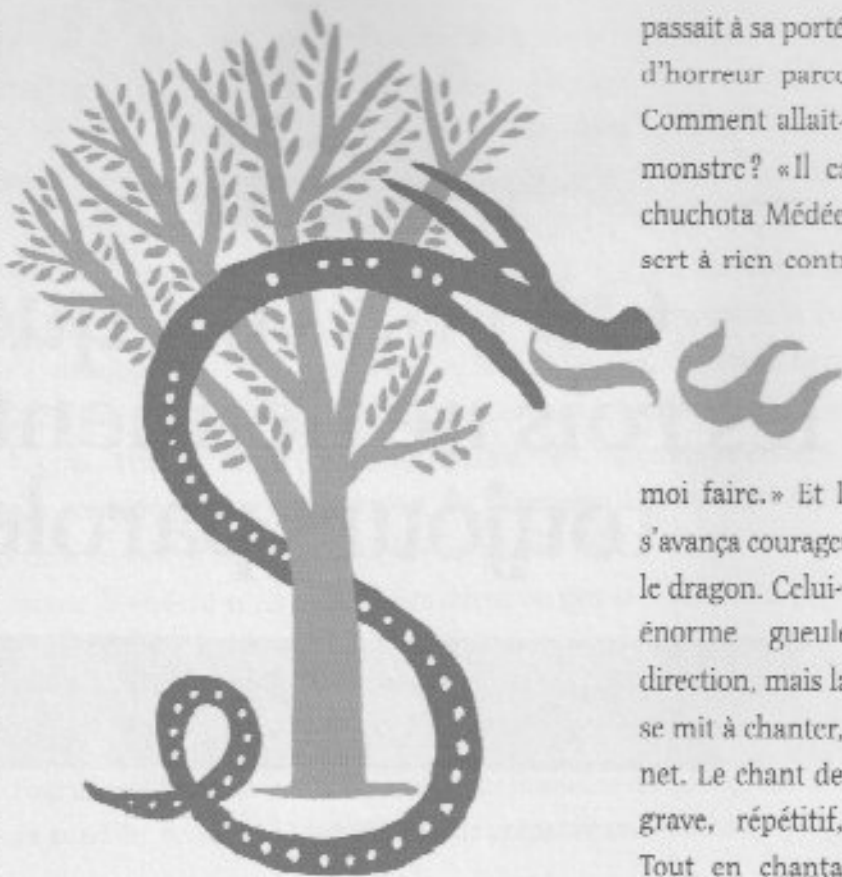 passait à sa porté
d'horreur parco
Comment allait-
monstre? «Il c
chuchota Médée
sert à rien contr
moi faire.» Et l
s'avança courage
le dragon. Celui-
énorme gueule
direction, mais la
se mit à chanter,
net. Le chant de
grave, répétitif,
Tout en chanta